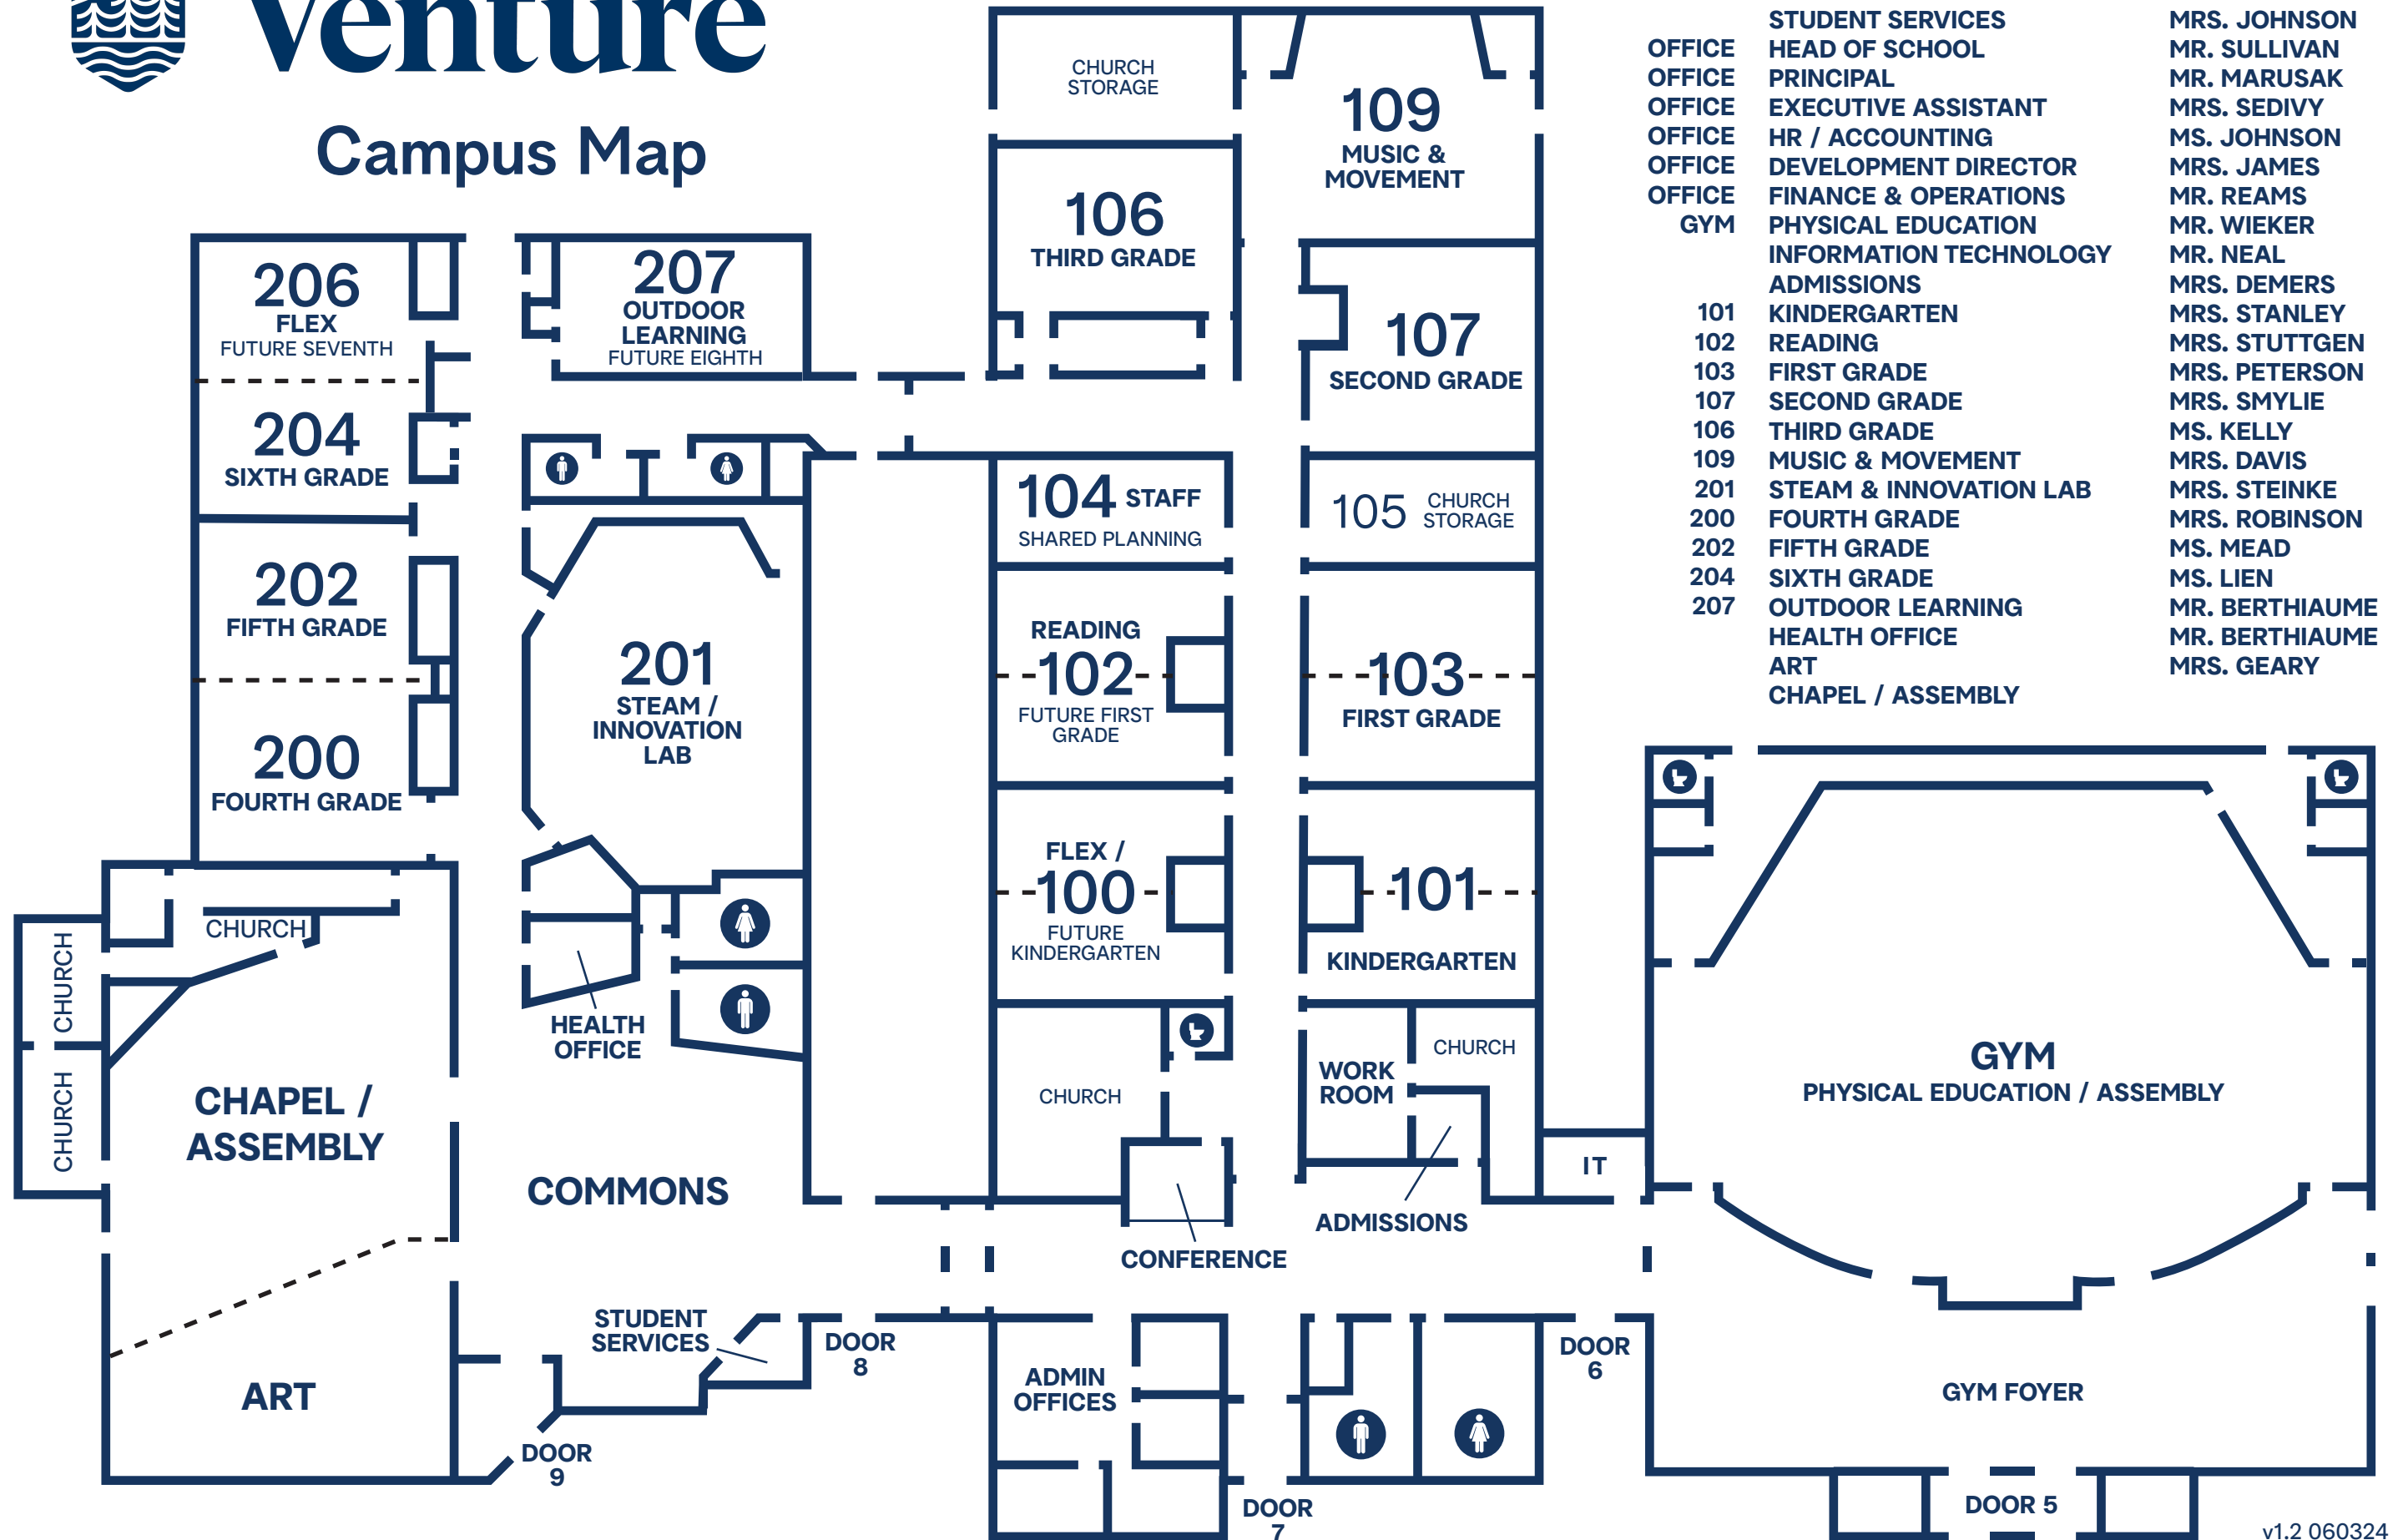 Venture
Campus Map
206
FLEX
FUTURE SEVENTH
204
SIXTH GRADE
202
FIFTH GRADE
200
FOURTH GRADE
207
OUTDOOR
LEARNING
FUTURE EIGHTH
201
STEAM /
INNOVATION
LAB
CHURCH
CHURCH
CHURCH
CHAPEL /
ASSEMBLY
ART
HEALTH
OFFICE
COMMONS
STUDENT
SERVICES
DOOR
8
DOOR
9
CHURCH
STORAGE
109
MUSIC &
MOVEMENT
106
THIRD GRADE
107
SECOND GRADE
104 STAFF
SHARED PLANNING
105 CHURCH
STORAGE
READING
102
FUTURE FIRST
GRADE
103
FIRST GRADE
FLEX /
100
FUTURE
KINDERGARTEN
101
KINDERGARTEN
CHURCH
WORK
ROOM
CHURCH
ADMISSIONS
CONFERENCE
IT
ADMIN
OFFICES
DOOR
7
DOOR
6
GYM
PHYSICAL EDUCATION / ASSEMBLY
GYM FOYER
DOOR 5
STUDENT SERVICES MRS. JOHNSON
OFFICE HEAD OF SCHOOL MR. SULLIVAN
OFFICE PRINCIPAL MR. MARUSAK
OFFICE EXECUTIVE ASSISTANT MRS. SEDIVY
OFFICE HR / ACCOUNTING MS. JOHNSON
OFFICE DEVELOPMENT DIRECTOR MRS. JAMES
OFFICE FINANCE & OPERATIONS MR. REAMS
GYM PHYSICAL EDUCATION MR. WIEKER
INFORMATION TECHNOLOGY MR. NEAL
ADMISSIONS MRS. DEMERS
101 KINDERGARTEN MRS. STANLEY
102 READING MRS. STUTTGEN
103 FIRST GRADE MRS. PETERSON
107 SECOND GRADE MRS. SMYLIE
106 THIRD GRADE MS. KELLY
109 MUSIC & MOVEMENT MRS. DAVIS
201 STEAM & INNOVATION LAB MRS. STEINKE
200 FOURTH GRADE MRS. ROBINSON
202 FIFTH GRADE MS. MEAD
204 SIXTH GRADE MS. LIEN
207 OUTDOOR LEARNING MR. BERTHIAUME
HEALTH OFFICE MR. BERTHIAUME
ART MRS. GEARY
CHAPEL / ASSEMBLY
v1.2 060324